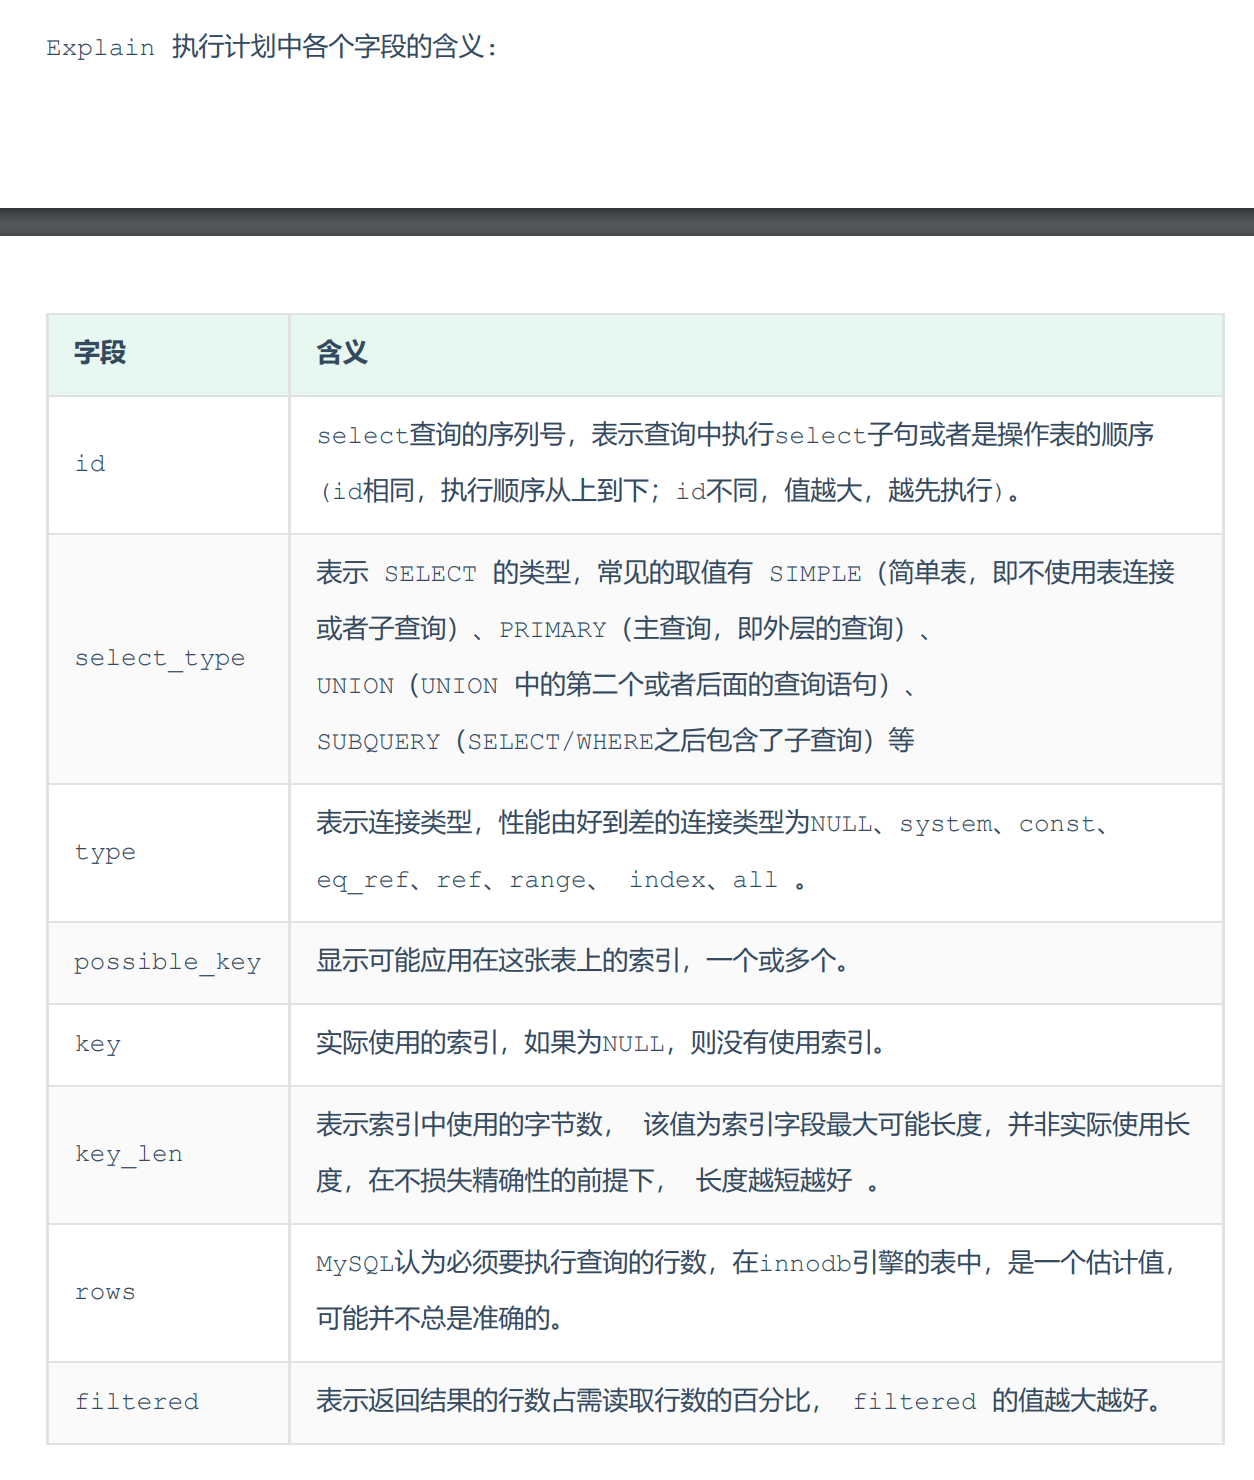 Explain 执行计划中各个字段的含义:
字段
含义
id
select查询的序列号，表示查询中执行select子句或者是操作表的顺序
(id相同，执行顺序从上到下；id不同，值越大，越先执行)。
select_type
表示 SELECT 的类型，常见的取值有 SIMPLE（简单表，即不使用表连接
或者子查询）、PRIMARY（主查询，即外层的查询）、
UNION（UNION 中的第二个或者后面的查询语句）、
SUBQUERY（SELECT/WHERE之后包含了子查询）等
type
表示连接类型，性能由好到差的连接类型为NULL、system、const、
eq_ref、ref、range、 index、all 。
possible_key
显示可能应用在这张表上的索引，一个或多个。
key
实际使用的索引，如果为NULL，则没有使用索引。
key_len
表示索引中使用的字节数， 该值为索引字段最大可能长度，并非实际使用长
度，在不损失精确性的前提下， 长度越短越好 。
rows
MySQL认为必须要执行查询的行数，在innodb引擎的表中，是一个估计值，
可能并不总是准确的。
filtered
表示返回结果的行数占需读取行数的百分比， filtered 的值越大越好。